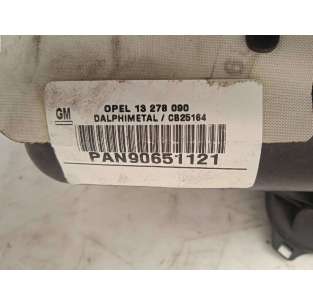 GM
OPEL 13 278 090
DALPHIMETAL / CB25164
PAN90651121